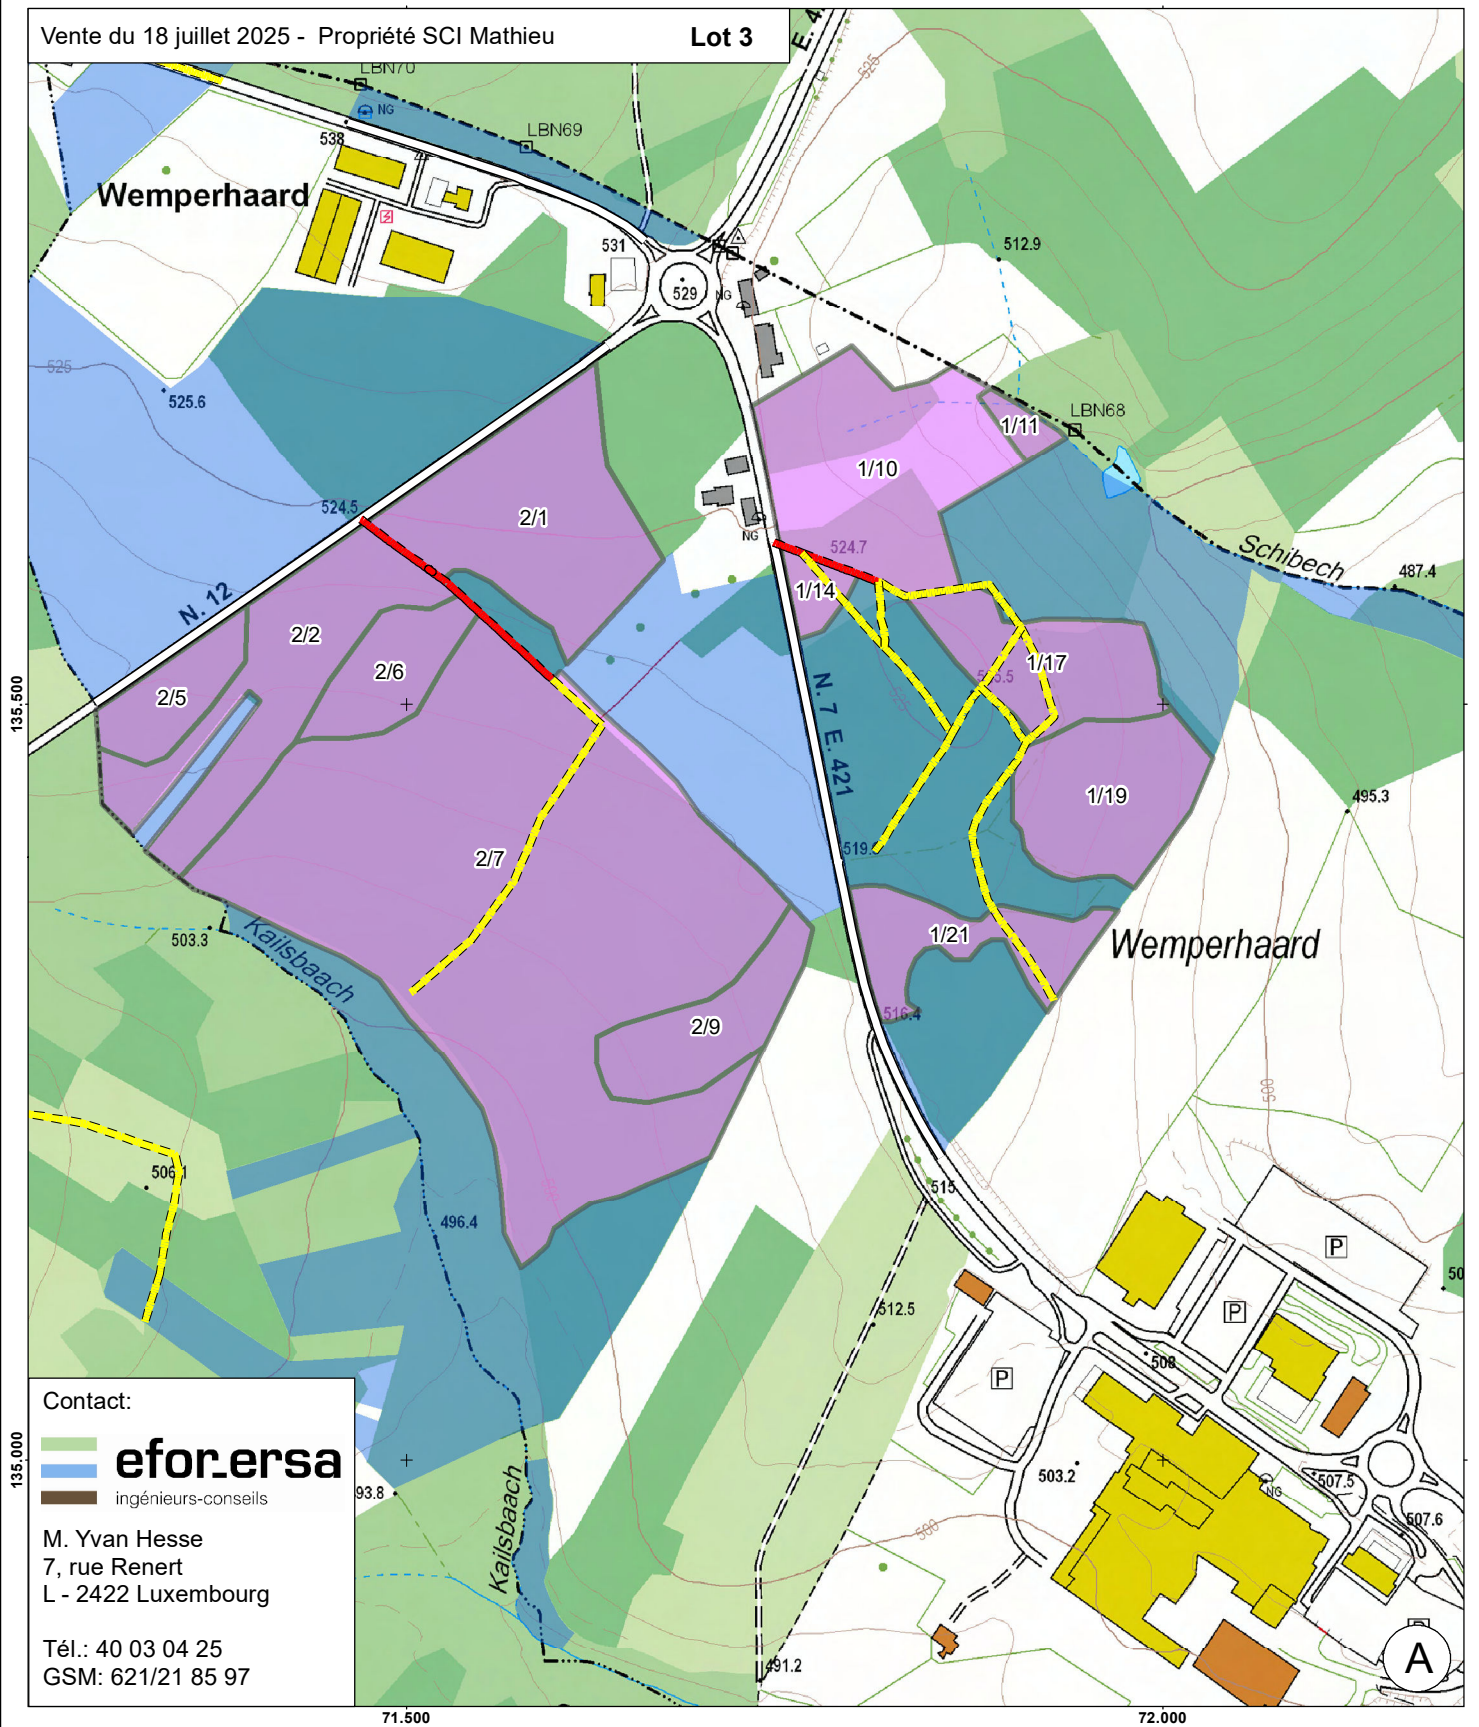 Vente du 18 juillet 2025 - Propriété SCI Mathieu
Lot 3
E. 4
525
LBN70
NG
538
LBN69
Wemperhaard
531
529
NG
512.9
525
525.6
LBN68
1/11
1/10
524.5
2/1
NG
524.7
Schibech
487.4
N. 12
1/14
2/2
2/6
2/5
1/17
135.500
N. 7 E. 421
1/19
495.3
2/7
519.
503.3
Kailsbaach
1/21
Wemperhaard
516.4
2/9
500
506.1
496.4
515
P
50
P
512.5
508
P
Contact:
efor_ersa
ingénieurs-conseils
M. Yvan Hesse
7, rue Renert
L - 2422 Luxembourg
Tél.: 40 03 04 25
GSM: 621/21 85 97
135.000
93.8
503.2
507.5
NG
507.6
500
Kailsbaach
491.2
A
71.500
72.000